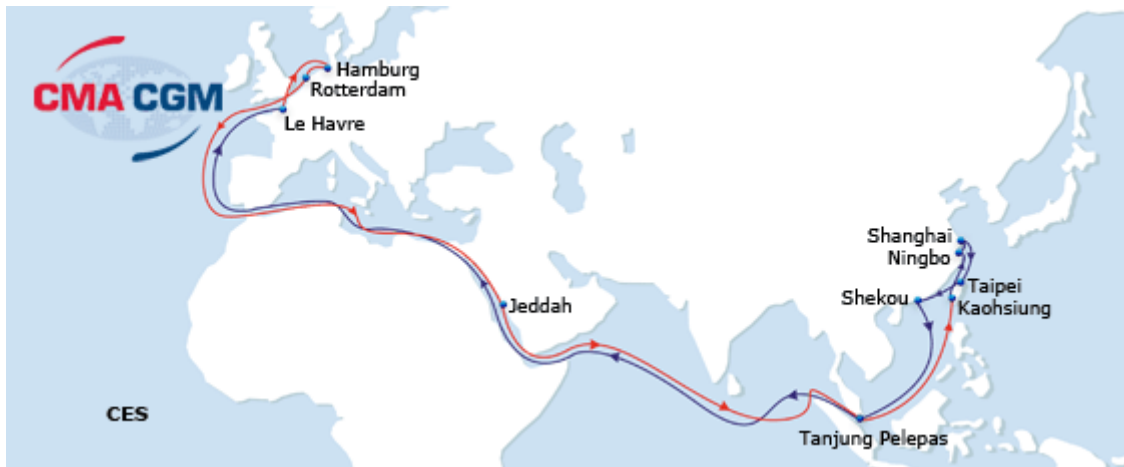 CMA CGM
Hamburg
Rotterdam
Le Havre
Shanghai
Ningbo
Taipei
Shekou
Kaohsiung
Jeddah
CES
Tanjung Pelepas